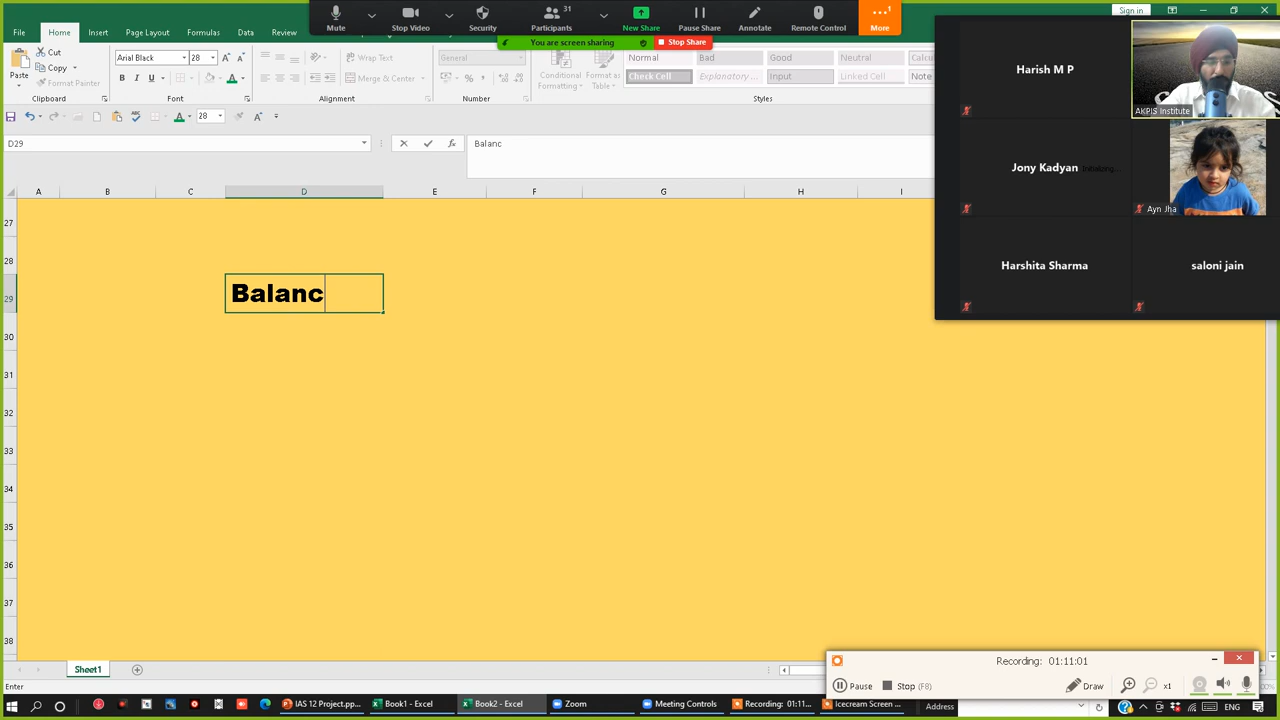 Sign in
File Home Insert Page Layout Formulas Data Review
Mute Stop Video Security Participants 31 New Share Pause Share Annotate Remote Control More 1
You are screen sharing Stop Share
Paste Cut Copy Format Painter
Clipboard
Arial Black 28
B I U
Font
Wrap Text
Merge & Center
Alignment
General
Number
Conditional Formatting
Format as Table
Normal Bad Good Neutral
Check Cell Explanatory ... Input Linked Cell Note
Styles
28
D29 fx Balanc
A B C D E F G H I
27
28
29 Balanc
30
31
32
33
34
35
36
37
38
Harish M P
AKPIS Institute
Jony Kadyan
Ayn Jha
Harshita Sharma
saloni jain
Sheet1
Enter
Recording: 01:11:01
Pause Stop (F8) Draw x1
IAS 12 Project.pp... Book1 - Excel Book2 - Excel Zoom Meeting Controls Recording: 01:11... Icecream Screen ... Address ENG